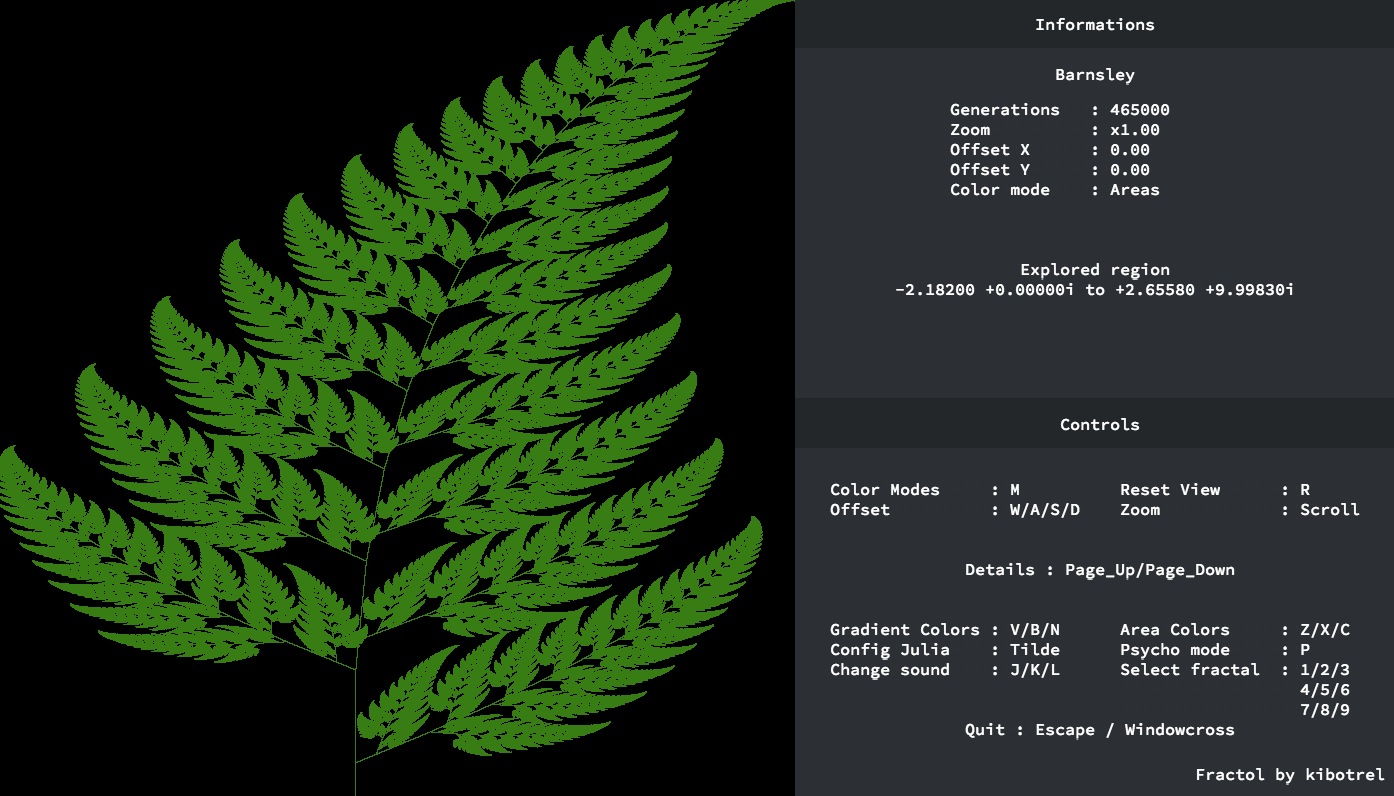 Informations
Barnsley
Generations : 465000
Zoom : x1.00
Offset X : 0.00
Offset Y : 0.00
Color mode : Areas
Explored region
-2.18200 +0.00000i to +2.65580 +9.99830i
Controls
Color Modes : M Reset View : R
Offset : W/A/S/D Zoom : Scroll
Details : Page_Up/Page_Down
Gradient Colors : V/B/N Area Colors : Z/X/C
Config Julia : Tilde Psycho mode : P
Change sound : J/K/L Select fractal : 1/2/3
4/5/6
7/8/9
Quit : Escape / Windowcross
Fractol by kibotrel